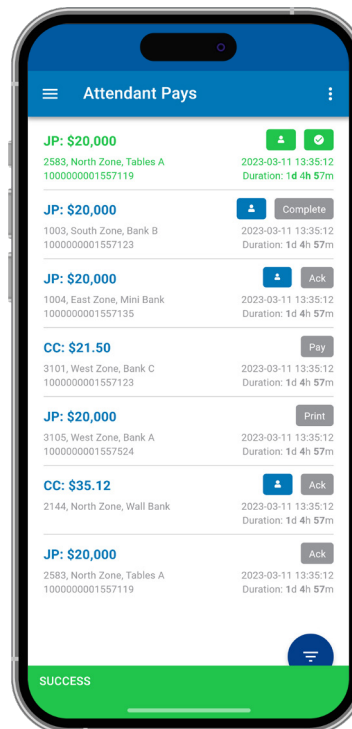 Attendant Pays
JP: $20,000
2583, North Zone, Tables A
2023-03-11 13:35:12
1000000001557119
Duration: 1d 4h 57m
JP: $20,000
Complete
1003, South Zone, Bank B
2023-03-11 13:35:12
1000000001557123
Duration: 1d 4h 57m
JP: $20,000
Ack
1004, East Zone, Mini Bank
2023-03-11 13:35:12
1000000001557135
Duration: 1d 4h 57m
CC: $21.50
Pay
3101, West Zone, Bank C
2023-03-11 13:35:12
1000000001557123
Duration: 1d 4h 57m
JP: $20,000
Print
3105, West Zone, Bank A
2023-03-11 13:35:12
1000000001557524
Duration: 1d 4h 57m
CC: $35.12
Ack
2144, North Zone, Wall Bank
2023-03-11 13:35:12
Duration: 1d 4h 57m
JP: $20,000
Ack
2583, North Zone, Tables A
2023-03-11 13:35:12
1000000001557119
Duration: 1d 4h 57m
SUCCESS